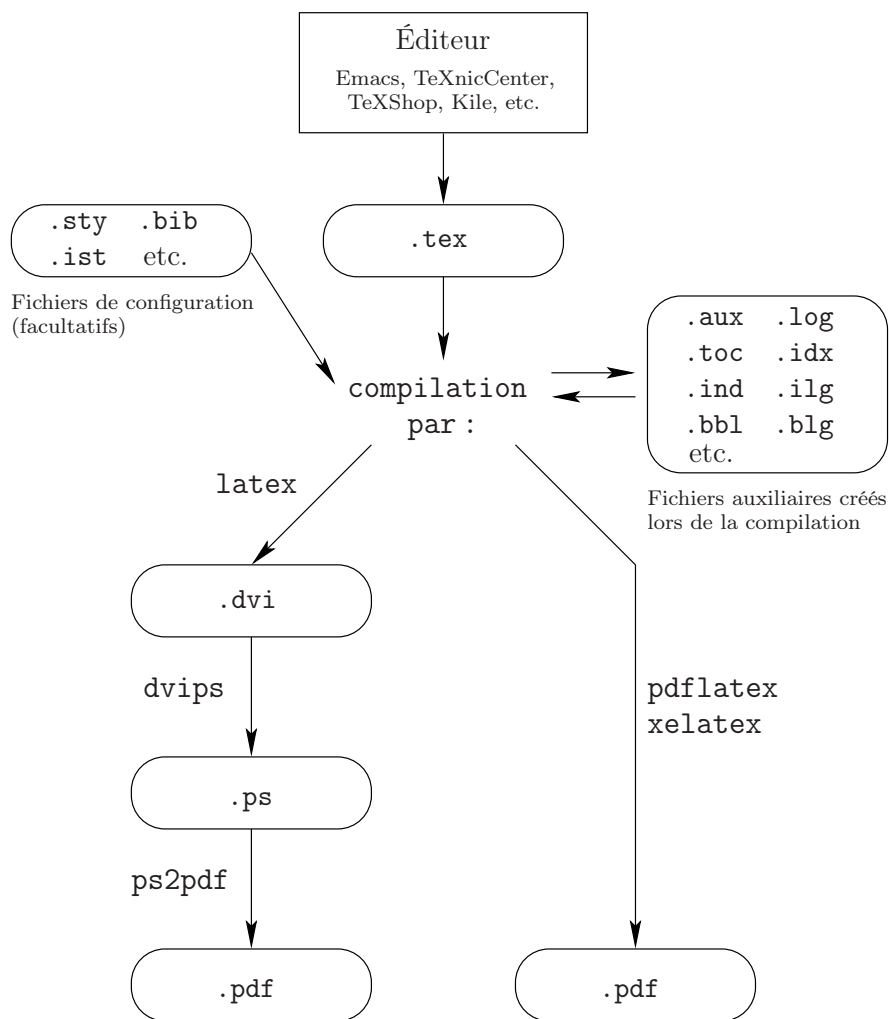 Éditeur
Emacs, TeXnicCenter,
TeXShop, Kile, etc.
.sty .bib
.ist etc.
Fichiers de configuration
(facultatifs)
.tex
compilation
par :
.aux .log
.toc .idx
.ind .ilg
.bbl .blg
etc.
Fichiers auxiliaires créés
lors de la compilation
latex
.dvi
dvips
.ps
ps2pdf
.pdf
pdflatex
xelatex
.pdf